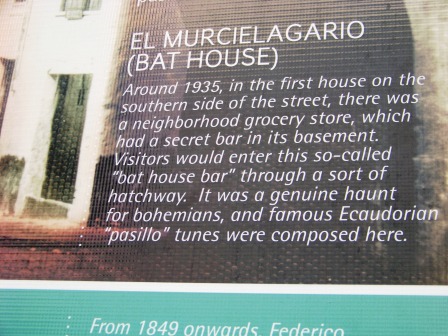 EL MURCIELAGARIO
(BAT HOUSE)
Around 1935, in the first house on the
southern side of the street, there was
a neighborhood grocery store, which
had a secret bar in its basement.
Visitors would enter this so-called
"bat house bar" through a sort of
hatchway. It was a genuine haunt
for bohemians, and famous Ecaudorian
"pasillo" tunes were composed here.
From 1849 onwards, Federico